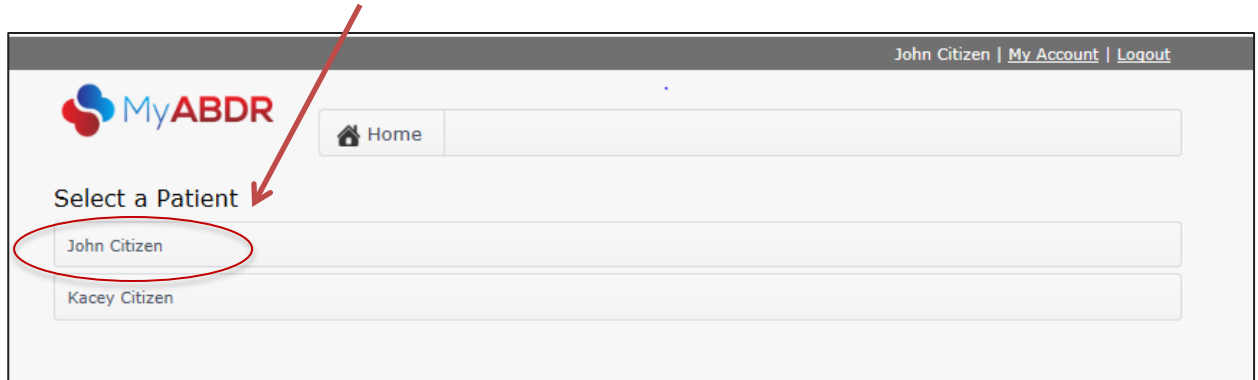 John Citizen | My Account | Logout
MyABDR
Home
Select a Patient
John Citizen
Kacey Citizen